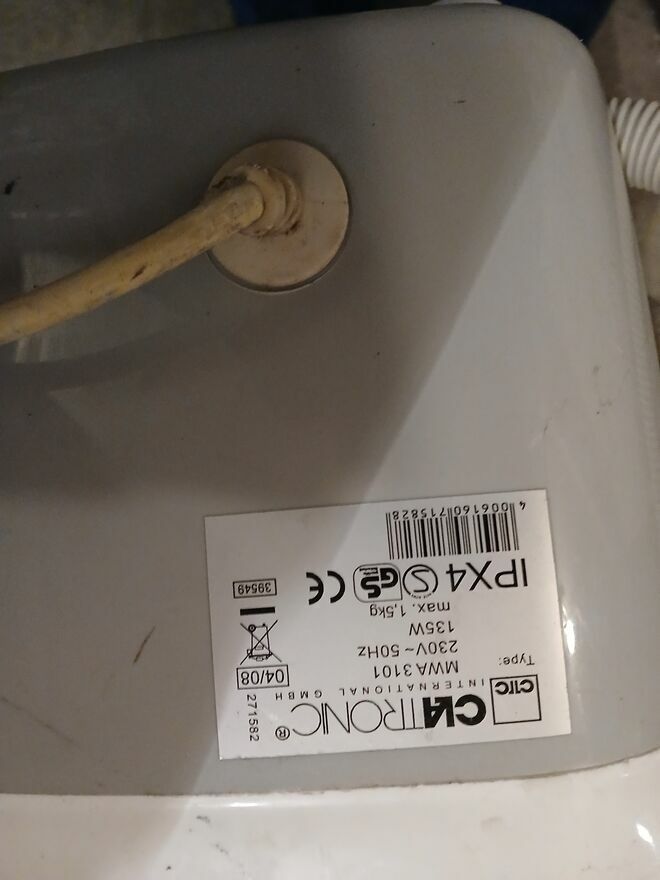 CTC
CLATRONIC®
INTERNATIONAL GMBH
Type:
MWA 3101
230V~ 50Hz
135W
max. 1,5kg
271582
04/08
IPX4
S
GS
CE
39549
4 006160 715828